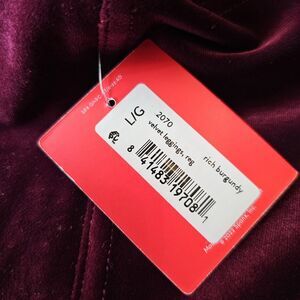 L/G
2070
velvet leggings, reg
rich burgundy
8 41483 19708 1